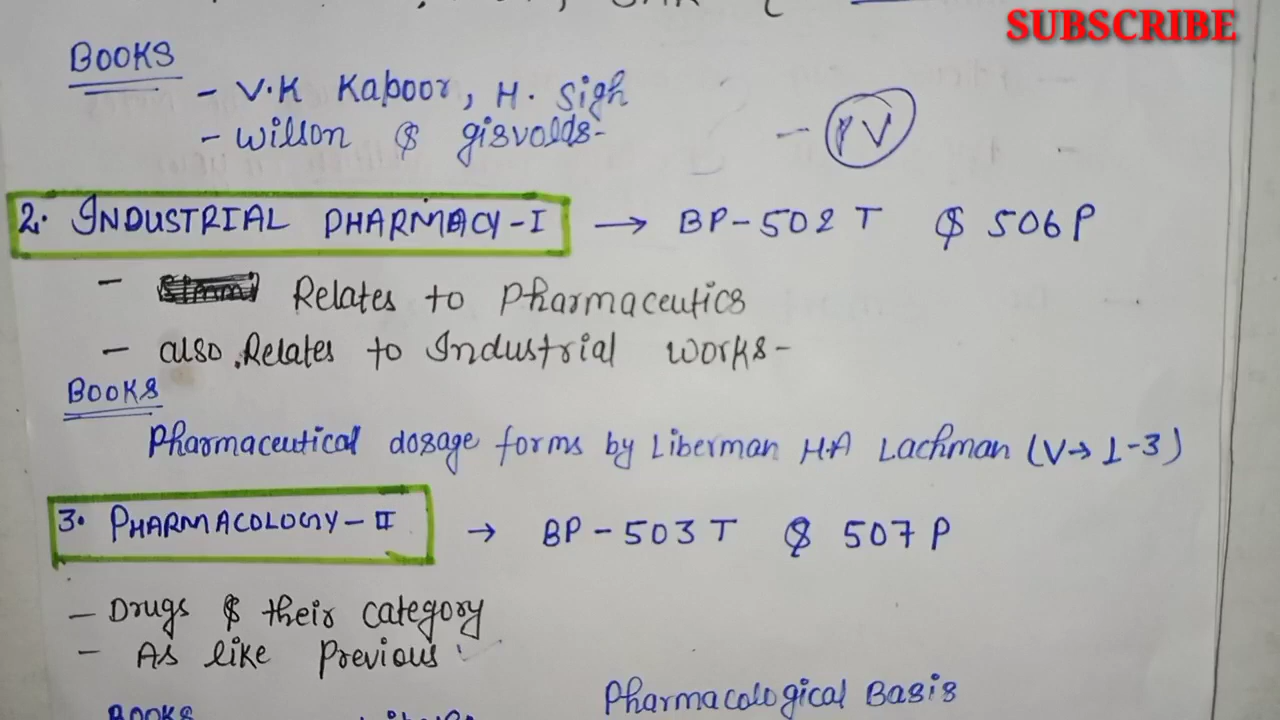 SUBSCRIBE
BOOKS
- V.K Kapoor, H. Sigh
- Willson & gisvolds-
- IV
2. INDUSTRIAL PHARMACY-I → BP-502 T & 506 P
- Relates to Pharmaceutics
- also Relates to Industrial works-
BOOKS
Pharmaceutical dosage forms by Liberman HA Lachman (V→ 1-3)
3. PHARMACOLOGY-II → BP-503 T & 507 P
- Drugs & their category
- As like Previous
Pharmacological Basis
BOOKS